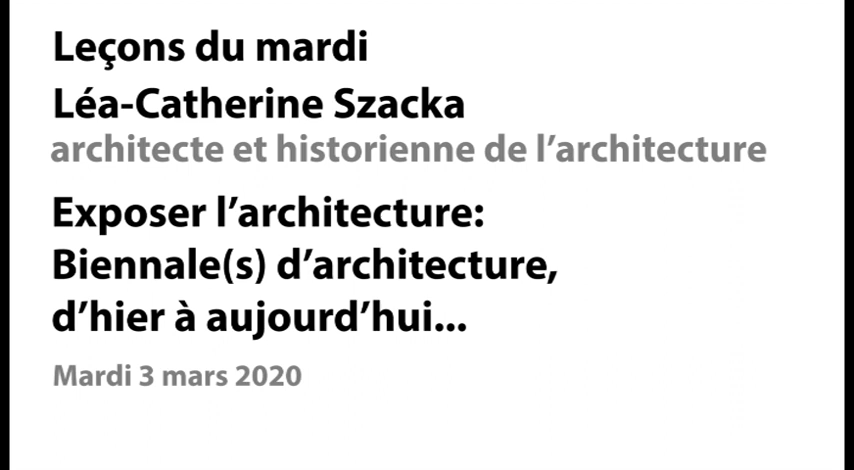 Leçons du mardi
Léa-Catherine Szacka
architecte et historienne de l’architecture
Exposer l’architecture:
Biennale(s) d’architecture,
d’hier à aujourd’hui...
Mardi 3 mars 2020